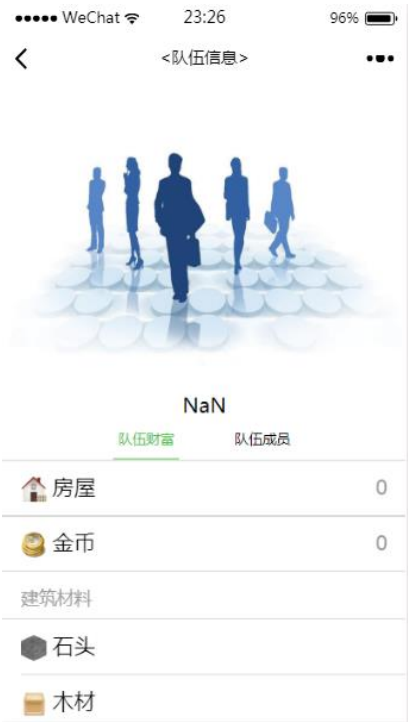 WeChat 23:26 96%
<队伍信息>
NaN
队伍财富 队伍成员
房屋 0
金币 0
建筑材料
石头
木材